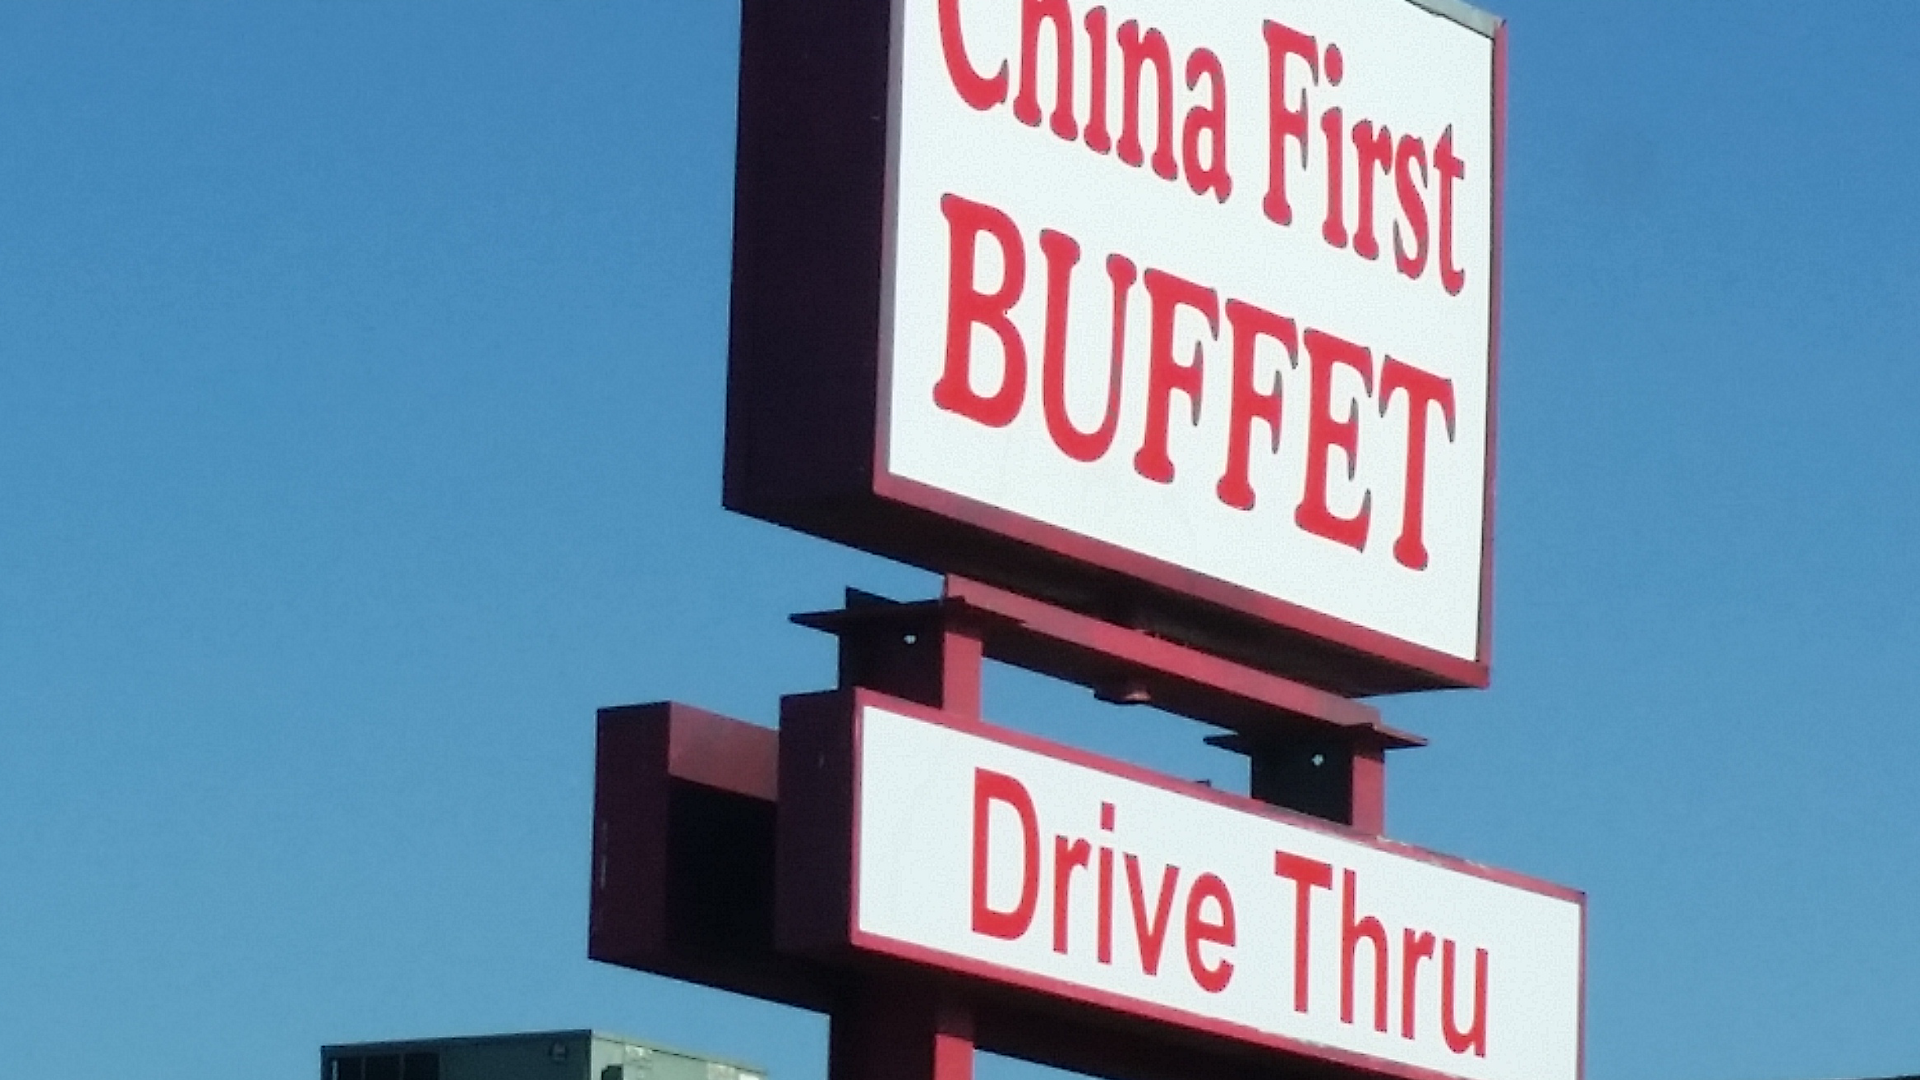 China First
BUFFET
Drive Thru